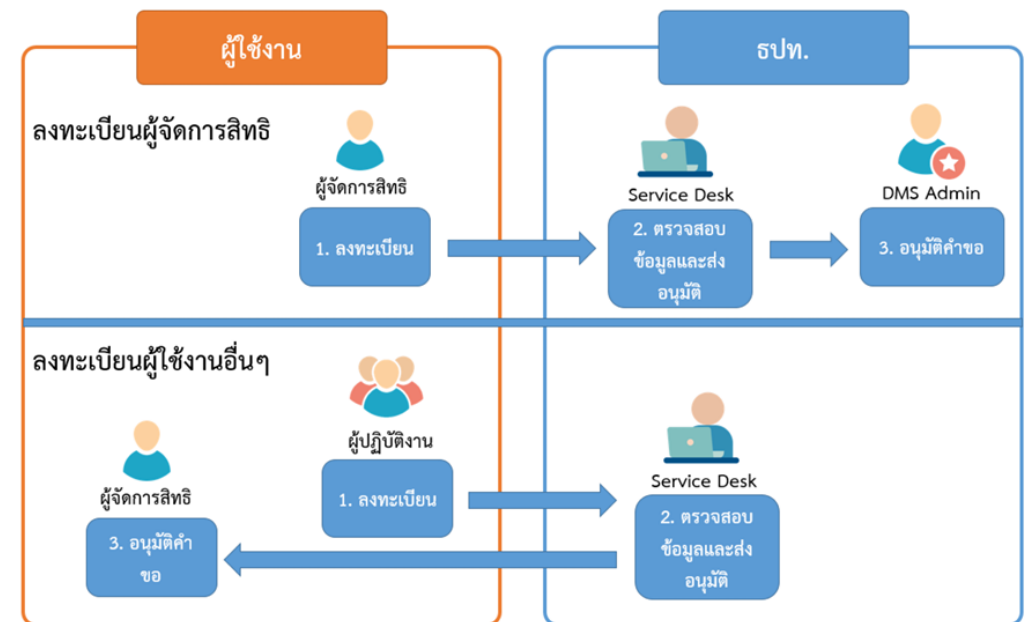 ผู้ใช้งาน
ธปท.
ลงทะเบียนผู้จัดการสิทธิ
ผู้จัดการสิทธิ
1. ลงทะเบียน
Service Desk
2. ตรวจสอบ
ข้อมูลและส่ง
อนุมัติ
DMS Admin
3. อนุมัติคำขอ
ลงทะเบียนผู้ใช้งานอื่นๆ
ผู้ปฏิบัติงาน
1. ลงทะเบียน
Service Desk
2. ตรวจสอบ
ข้อมูลและส่ง
อนุมัติ
ผู้จัดการสิทธิ
3. อนุมัติคำ
ขอ